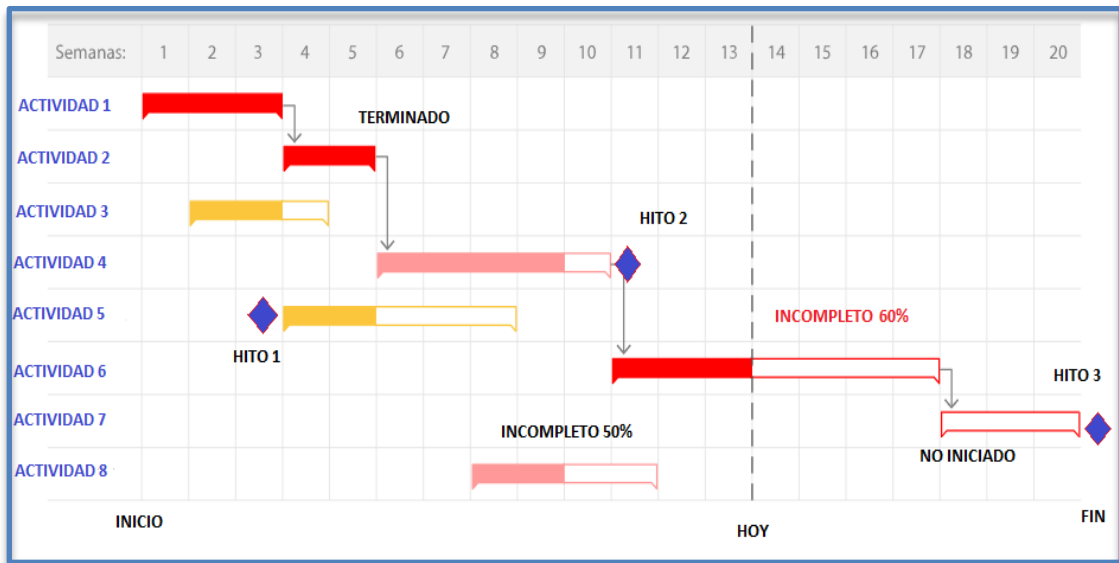 Semanas: 1 2 3 4 5 6 7 8 9 10 11 12 13 14 15 16 17 18 19 20
ACTIVIDAD 1
TERMINADO
ACTIVIDAD 2
ACTIVIDAD 3
HITO 2
ACTIVIDAD 4
ACTIVIDAD 5
INCOMPLETO 60%
HITO 1
ACTIVIDAD 6
HITO 3
ACTIVIDAD 7
INCOMPLETO 50%
NO INICIADO
ACTIVIDAD 8
INICIO
HOY
FIN